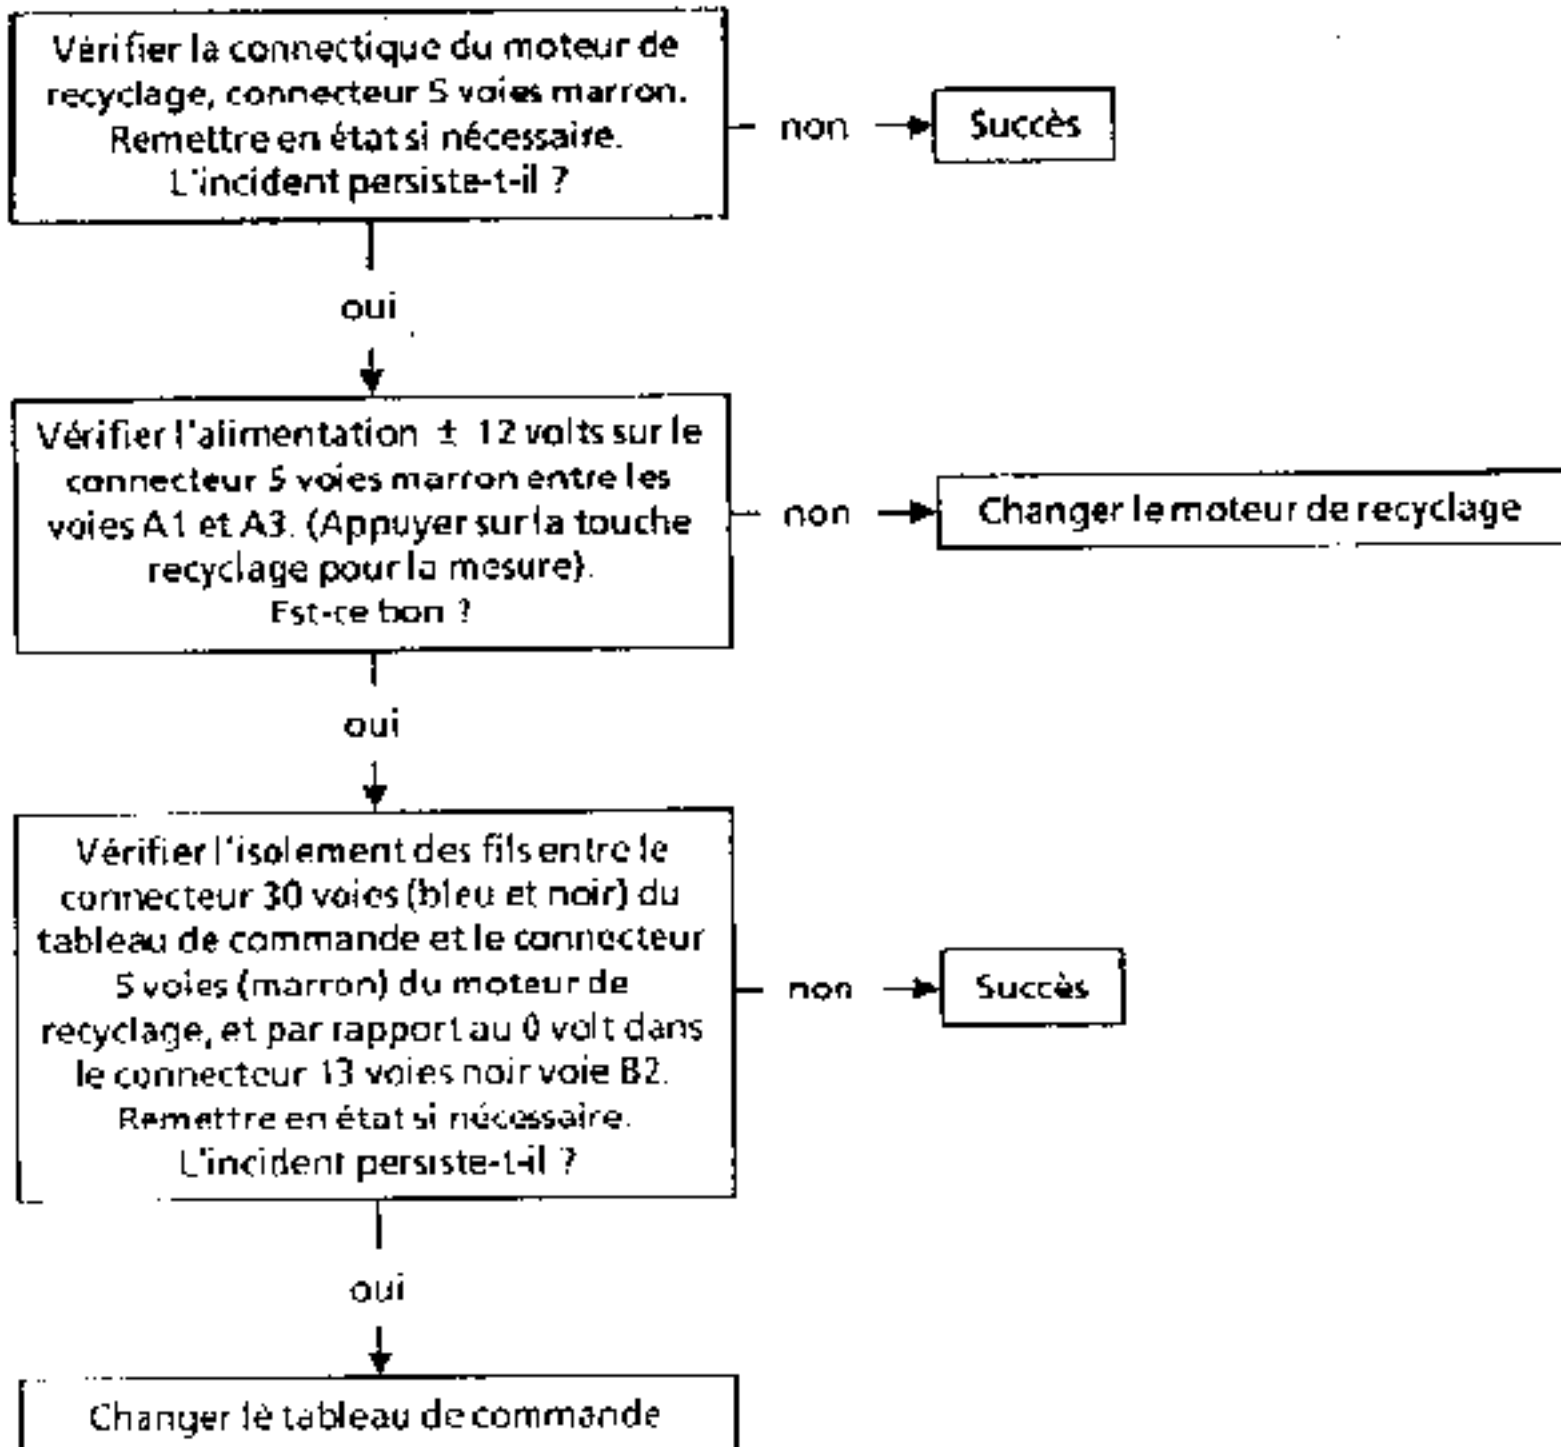 Vérifier la connectique du moteur de
recyclage, connecteur 5 voies marron.
Remettre en état si nécessaire.
L'incident persiste-t-il ?
non
Succès
oui
Vérifier l'alimentation ± 12 volts sur le
connecteur 5 voies marron entre les
voies A1 et A3. (Appuyer sur la touche
recyclage pour la mesure).
Est-ce bon ?
non
Changer le moteur de recyclage
oui
Vérifier l'isolement des fils entre le
connecteur 30 voies (bleu et noir) du
tableau de commande et le connecteur
5 voies (marron) du moteur de
recyclage, et par rapport au 0 volt dans
le connecteur 13 voies noir voie B2.
Remettre en état si nécessaire.
L'incident persiste-t-il ?
non
Succès
oui
Changer le tableau de commande